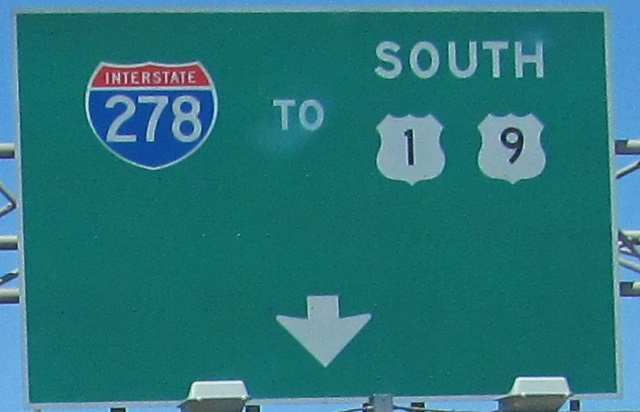 SOUTH
INTERSTATE
278 TO 1 9